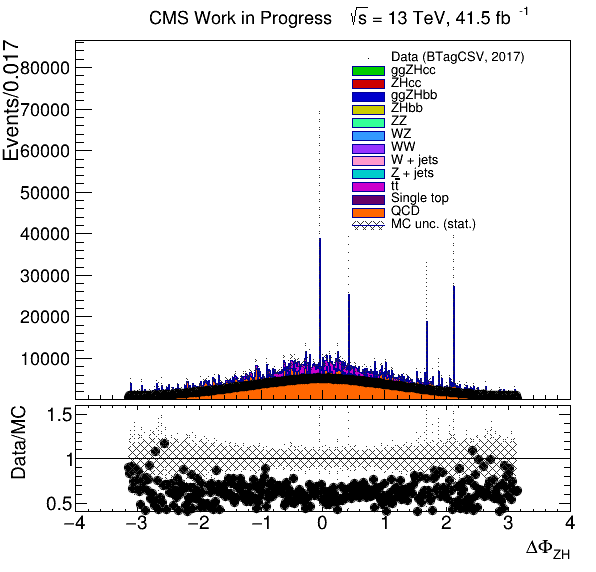 CMS Work in Progress √s = 13 TeV, 41.5 fb⁻¹
Events/0.017
80000
70000
60000
50000
40000
30000
20000
10000
Data (BTagCSV, 2017)
ggZHcc
ZHcc
ggZHbb
ZHbb
ZZ
WZ
WW
W + jets
Z + jets
tt̅
Single top
QCD
MC unc. (stat.)
Data/MC
1.5
1
0.5
−4 −3 −2 −1 0 1 2 3 4
ΔΦ_ZH